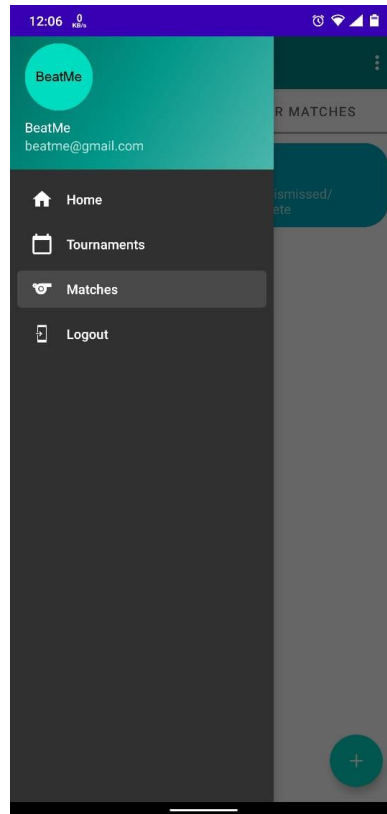 12:06 0 KB/s
BeatMe
BeatMe
beatme@gmail.com
R MATCHES
ismissed/
ete
Home
Tournaments
Matches
Logout